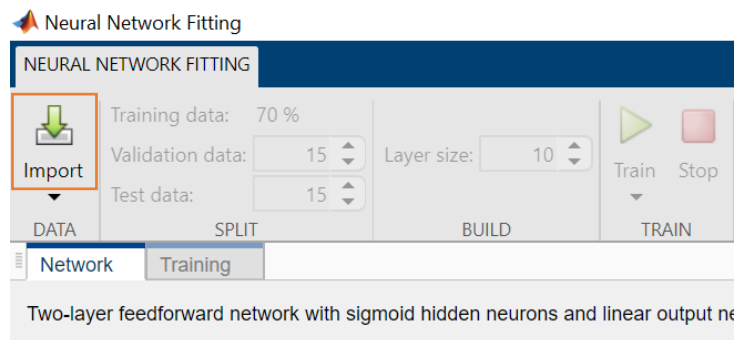 Neural Network Fitting
NEURAL NETWORK FITTING
Import
DATA
Training data: 70 %
Validation data: 15
Test data: 15
SPLIT
Layer size: 10
BUILD
Train Stop
TRAIN
Network Training
Two-layer feedforward network with sigmoid hidden neurons and linear output